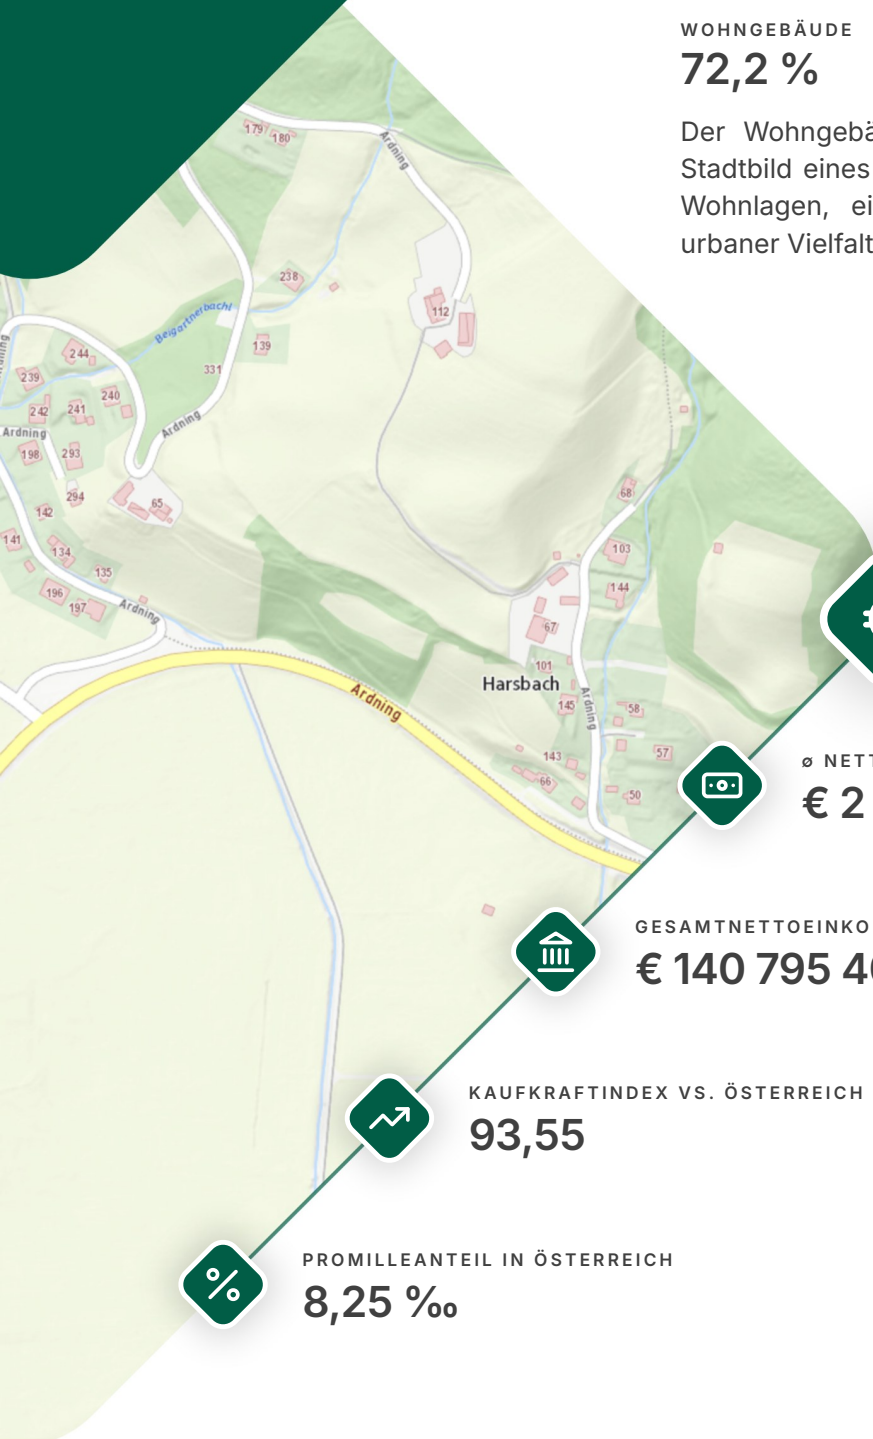 WOHNGEBÄUDE
72,2 %
Der Wohngebä
Stadtbild eines
Wohnlagen, ei
urbaner Vielfalt
179
180
Ardning
238
Beigartnerbachl
112
139
331
244
239
240
242
241
Ardning
Ardning
198
293
294
65
142
141
134
135
196
197
Ardning
68
103
144
67
101
Harsbach
145
Ardning
58
Ardning
57
143
66
50
ø NETT
€ 2
GESAMTNETTOEINKO
€ 140 795 4
KAUFKRAFTINDEX VS. ÖSTERREICH
93,55
PROMILLEANTEIL IN ÖSTERREICH
8,25 ‰